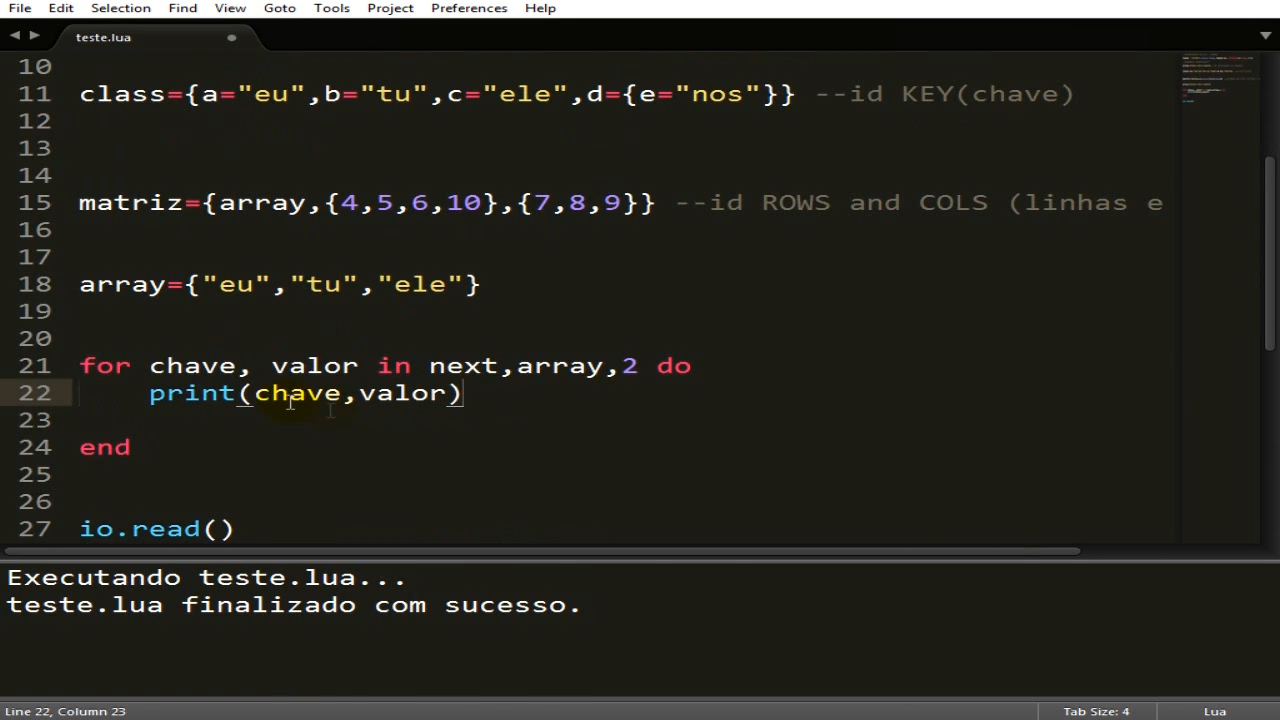 File Edit Selection Find View Goto Tools Project Preferences Help
teste.lua
10
11 class={a="eu",b="tu",c="ele",d={e="nos"}} --id KEY(chave)
12
13
14
15 matriz={array,{4,5,6,10},{7,8,9}} --id ROWS and COLS (linhas e
16
17
18 array={"eu","tu","ele"}
19
20
21 for chave, valor in next,array,2 do
22 print(chave,valor)
23
24 end
25
26
27 io.read()
Executando teste.lua...
teste.lua finalizado com sucesso.
Line 22, Column 23 Tab Size: 4 Lua